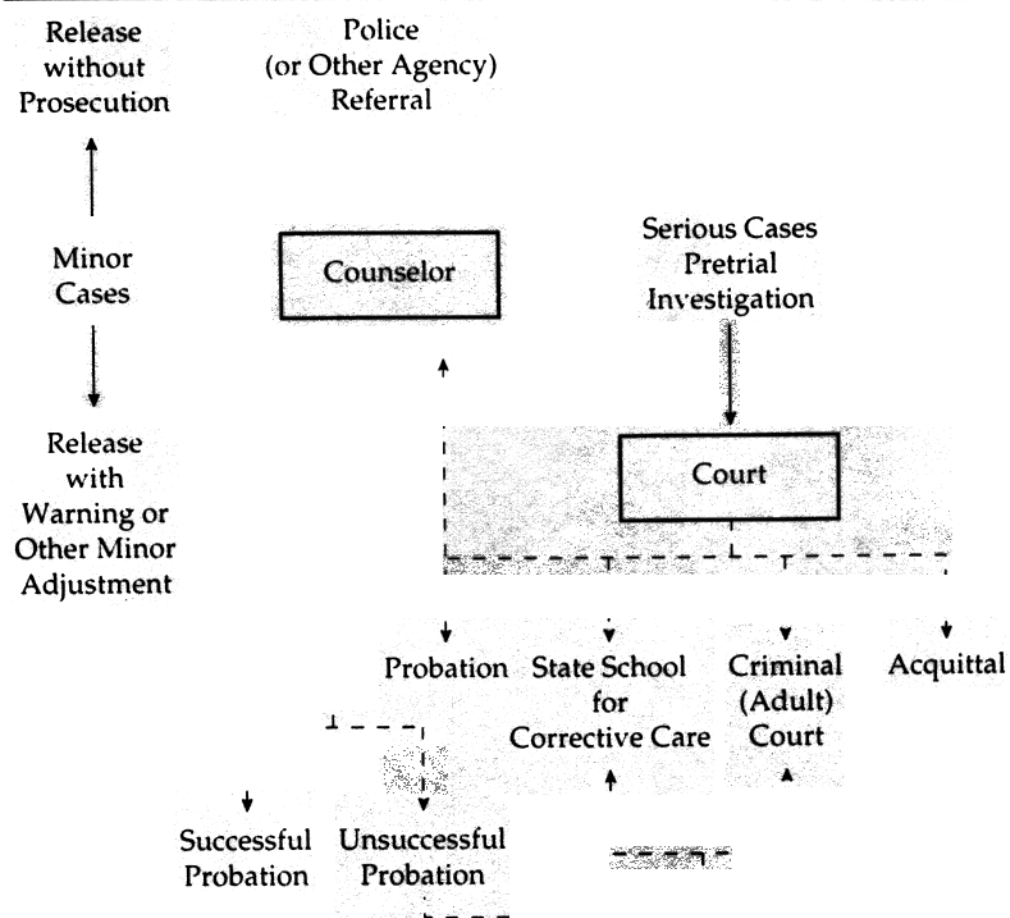 Release
without
Prosecution
Police
(or Other Agency)
Referral
Minor
Cases
Counselor
Serious Cases
Pretrial
Investigation
Release
with
Warning or
Other Minor
Adjustment
Court
Probation
State School
for
Corrective Care
Criminal
(Adult)
Court
Acquittal
Successful
Probation
Unsuccessful
Probation